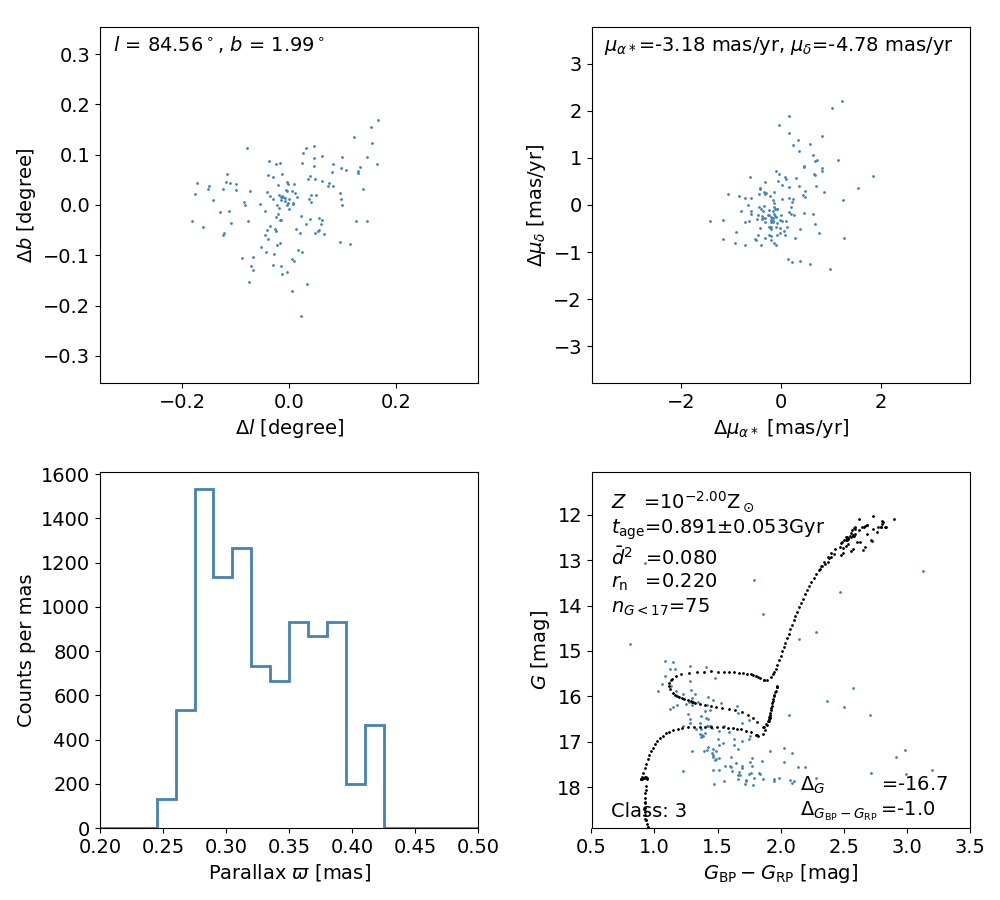 l = 84.56°, b = 1.99°
0.3
0.2
0.1
0.0
−0.1
−0.2
−0.3
Δb [degree]
−0.2 0.0 0.2
Δl [degree]
μα*=-3.18 mas/yr, μδ=-4.78 mas/yr
3
2
1
0
−1
−2
−3
Δμδ [mas/yr]
−2 0 2
Δμα* [mas/yr]
1600
1400
1200
1000
800
600
400
200
0
Counts per mas
0.20 0.25 0.30 0.35 0.40 0.45 0.50
Parallax ϖ [mas]
Z =10^−2.00Z⊙
tage=0.891±0.053Gyr
d̄² =0.080
rn =0.220
nG<17=75
12
13
14
15
16
17
18
G [mag]
ΔG =-16.7
ΔGBP−GRP=-1.0
Class: 3
0.5 1.0 1.5 2.0 2.5 3.0 3.5
GBP − GRP [mag]